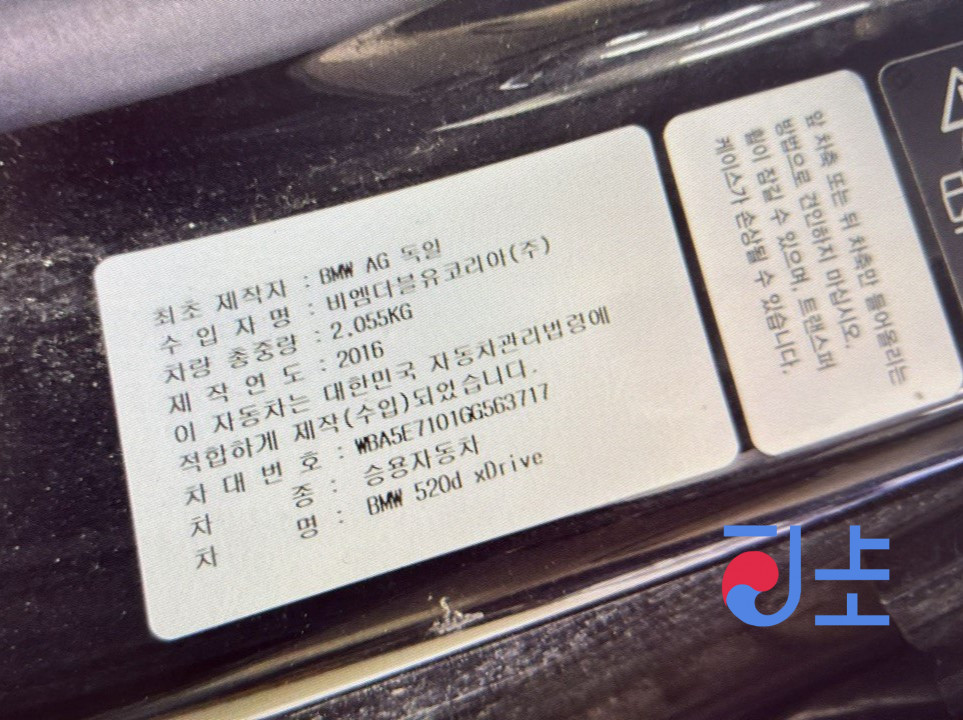 최초 제작자 : BMW AG 독일
수 입 자 명 : 비엠더블유코리아(주)
차량 총중량 : 2.055KG
제 작 연 도 : 2016
이 자동차는 대한민국 자동차관리법령에
적합하게 제작(수입)되었습니다.
차 대 번 호 : WBA5E7101GG563717
차 종 : 승용자동차
차 명 : BMW 520d xDrive
앞 차축 또는 뒤 차축만 들어올리는
방법으로 견인하지 마십시오.
휠이 잠길 수 있으며, 트랜스퍼
케이스가 손상될 수 있습니다.